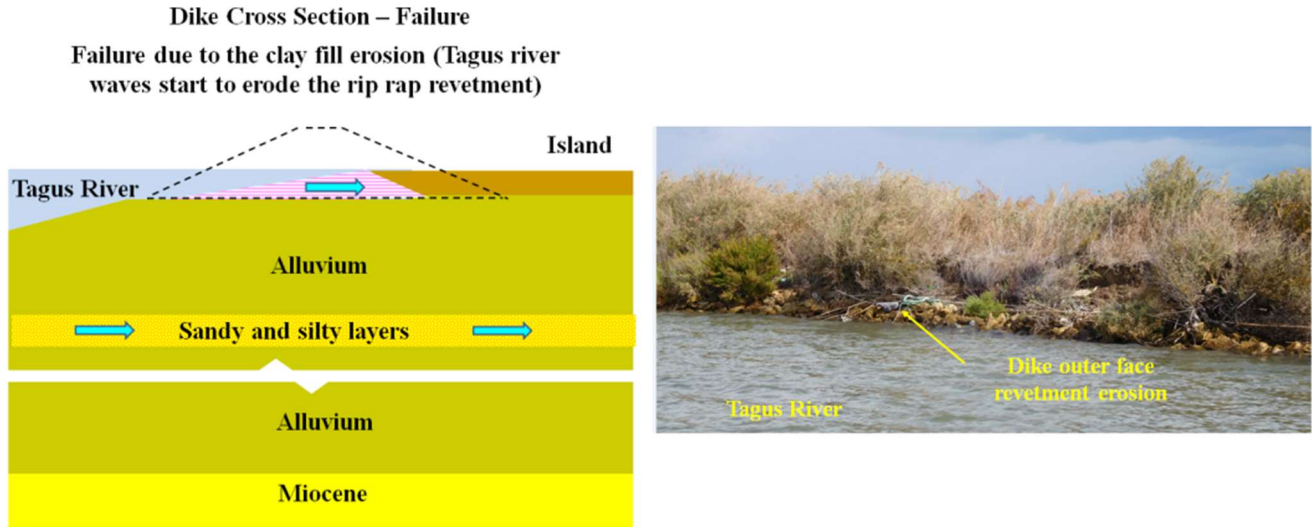 Dike Cross Section – Failure
Failure due to the clay fill erosion (Tagus river
waves start to erode the rip rap revetment)
Island
Tagus River
Alluvium
Sandy and silty layers
Alluvium
Miocene
Dike outer face
revetment erosion
Tagus River